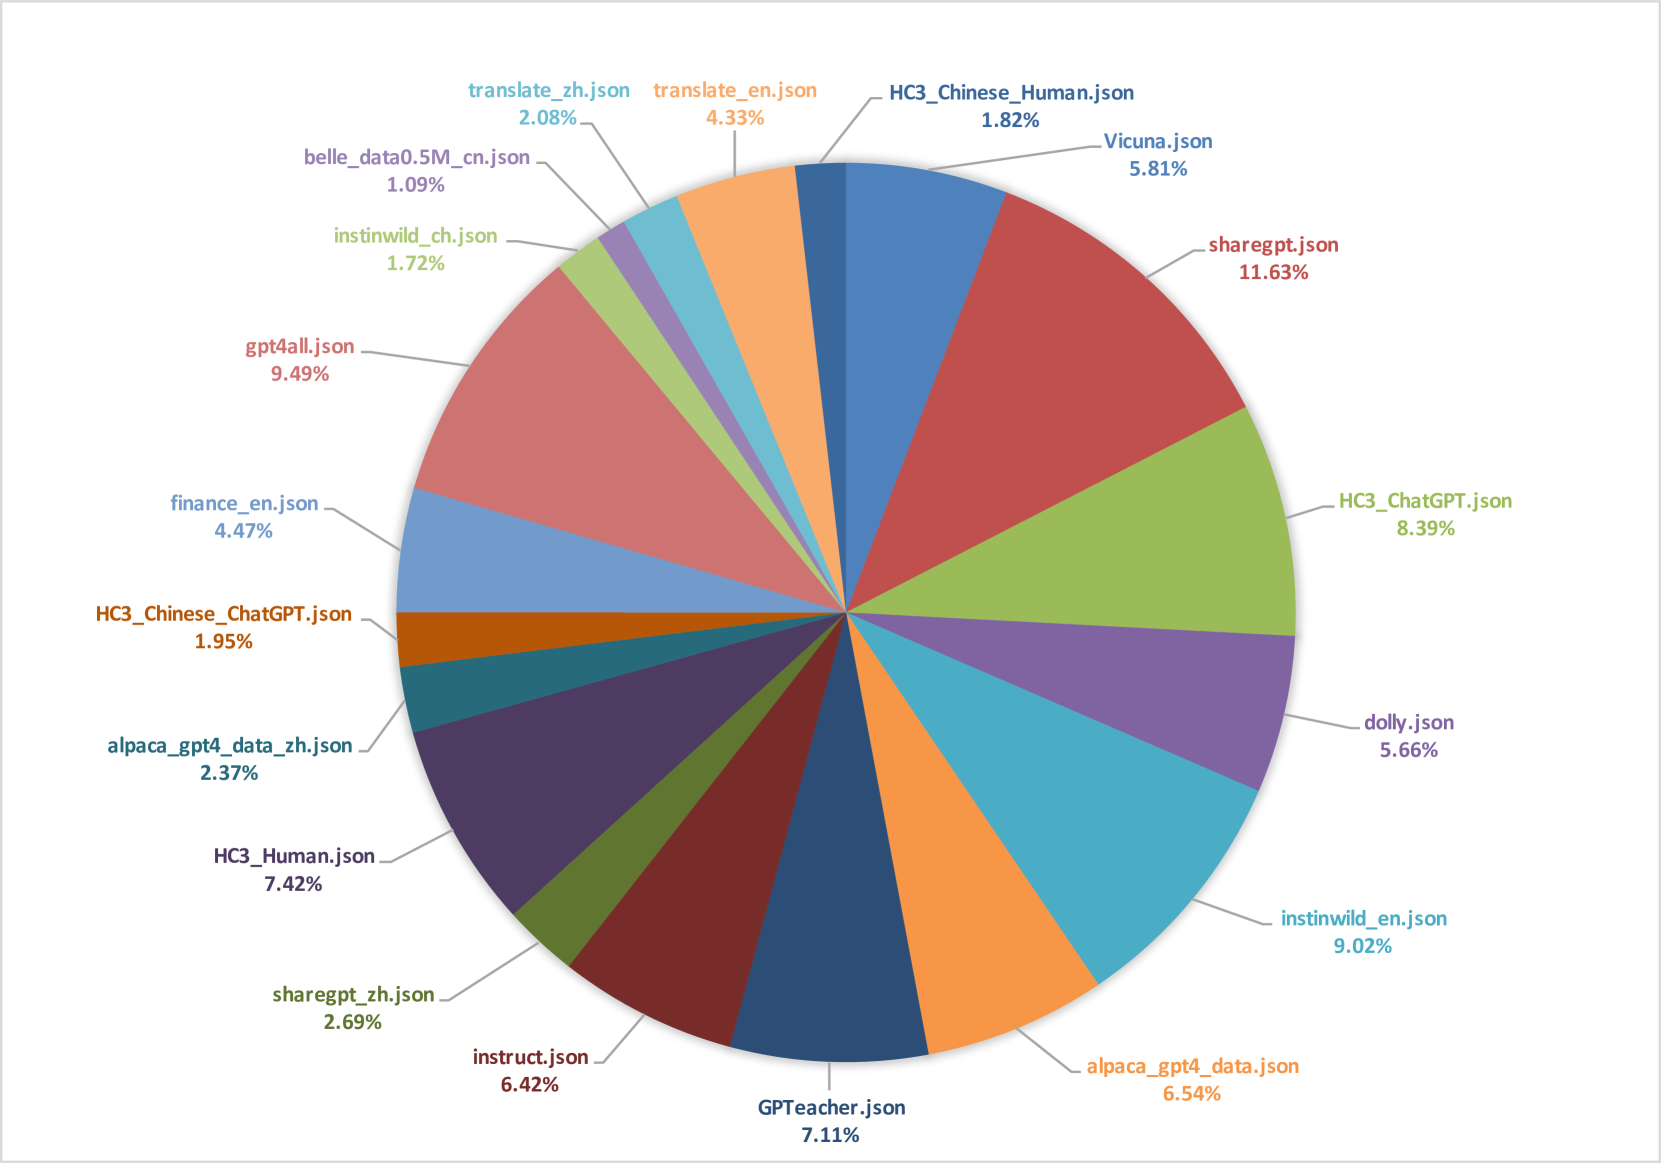 translate_zh.json
2.08%
translate_en.json
4.33%
HC3_Chinese_Human.json
1.82%
Vicuna.json
5.81%
belle_data0.5M_cn.json
1.09%
instinwild_ch.json
1.72%
sharegpt.json
11.63%
gpt4all.json
9.49%
HC3_ChatGPT.json
8.39%
finance_en.json
4.47%
HC3_Chinese_ChatGPT.json
1.95%
dolly.json
5.66%
alpaca_gpt4_data_zh.json
2.37%
HC3_Human.json
7.42%
instinwild_en.json
9.02%
sharegpt_zh.json
2.69%
instruct.json
6.42%
alpaca_gpt4_data.json
6.54%
GPTeacher.json
7.11%